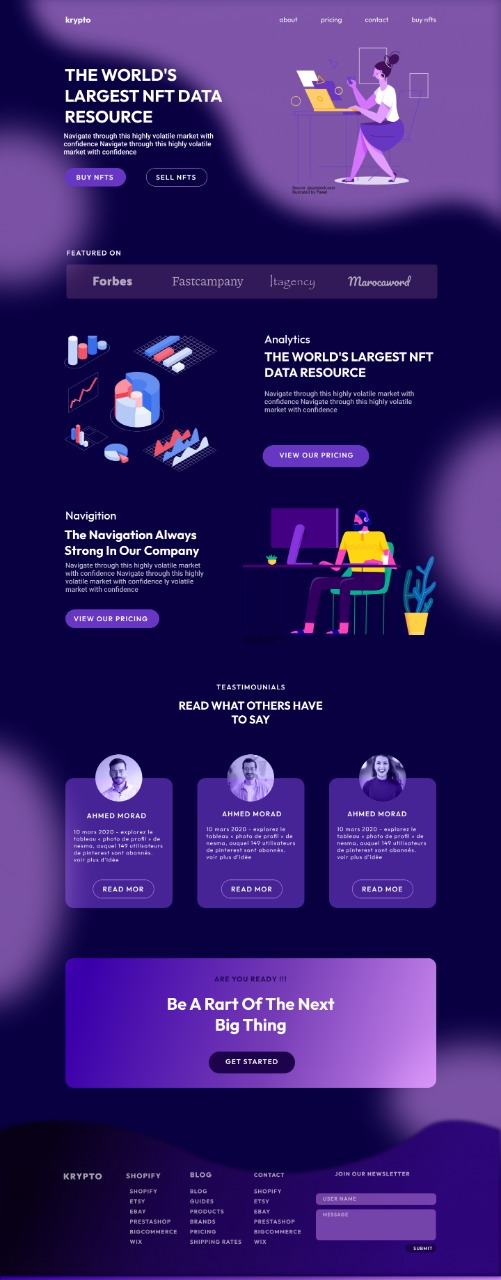 krypto
about pricing contact buy nfts
THE WORLD'S
LARGEST NFT DATA
RESOURCE
Navigate through this highly volatile market with
confidence Navigate through this highly volatile
market with confidence
BUY NFTS SELL NFTS
FEATURED ON
Forbes Fastcampany ltagency Marocaword
Analytics
THE WORLD'S LARGEST NFT
DATA RESOURCE
Navigate through this highly volatile market with
confidence Navigate through this highly volatile
market with confidence
VIEW OUR PRICING
Navigition
The Navigation Always
Strong In Our Company
Navigate through this highly volatile market
with confidence Navigate through this highly
volatile market with confidence ly volatile
market with confidence
VIEW OUR PRICING
TEASTIMOUNIALS
READ WHAT OTHERS HAVE
TO SAY
AHMED MORAD
10 mars 2020 - explorez le
tableau « photo de profil » de
nesma, auquel 149 utilisateurs
de pinterest sont abonnés.
voir plus d'idée
READ MOR
AHMED MORAD
10 mars 2020 - explorez le
tableau « photo de profil » de
nesma, auquel 149 utilisateurs
de pinterest sont abonnés.
voir plus d'idée
READ MOR
AHMED MORAD
10 mars 2020 - explorez le
tableau « photo de profil » de
nesma, auquel 149 utilisateurs
de pinterest sont abonnés.
voir plus d'idée
READ MOE
ARE YOU READY !!!
Be A Rart Of The Next
Big Thing
GET STARTED
KRYPTO
SHOPIFY
SHOPIFY
ETSY
EBAY
PRESTASHOP
BIGCOMMERCE
WIX
BLOG
BLOG
GUIDES
PRODUCTS
BRANDS
PRICING
SHIPPING RATES
CONTACT
SHOPIFY
ETSY
EBAY
PRESTASHOP
BIGCOMMERCE
WIX
JOIN OUR NEWSLETTER
USER NAME
MESSAGE
SUBMIT